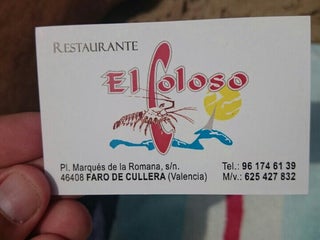 RESTAURANTE
El Coloso
Pl. Marqués de la Romana, s/n. Tel.: 96 174 61 39
46408 FARO DE CULLERA (Valencia) M/v.: 625 427 832